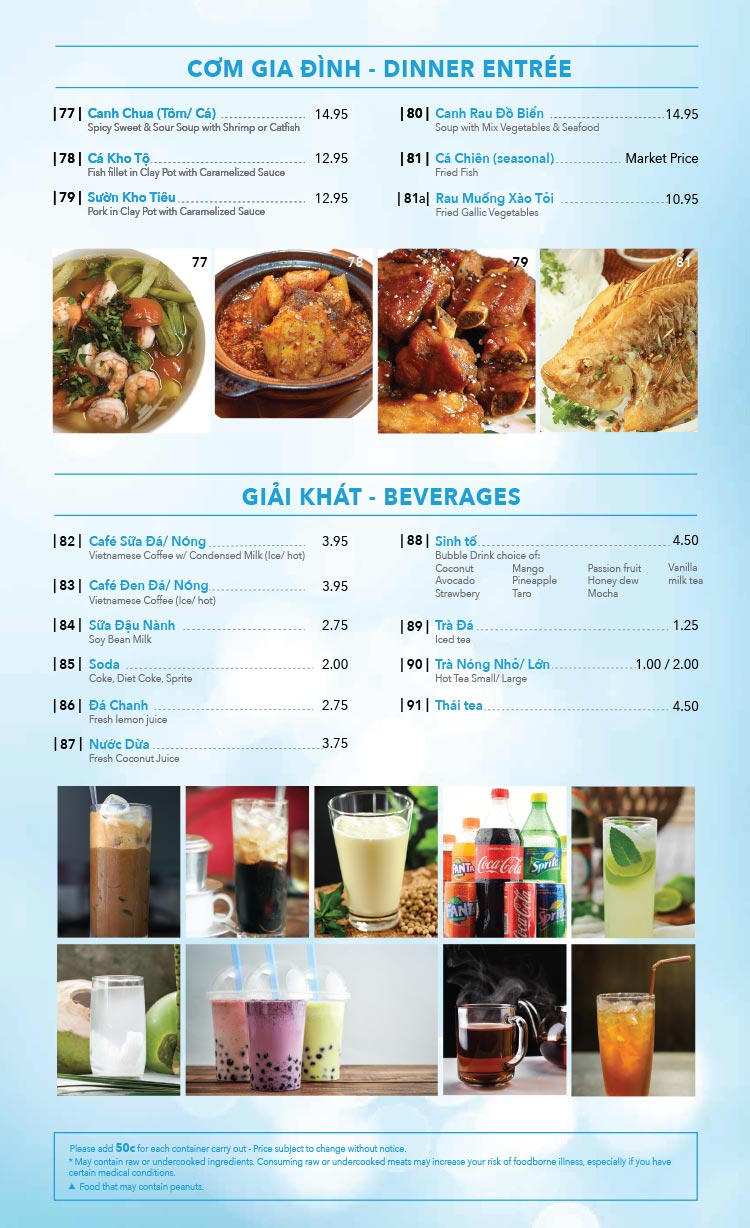 CƠM GIA ĐÌNH - DINNER ENTRÉE
|77| Canh Chua (Tôm/ Cá) 14.95
Spicy Sweet & Sour Soup with Shrimp or Catfish
|78| Cá Kho Tộ 12.95
Fish fillet in Clay Pot with Caramelized Sauce
|79| Sườn Kho Tiêu 12.95
Pork in Clay Pot with Caramelized Sauce
|80| Canh Rau Đồ Biển 14.95
Soup with Mix Vegetables & Seafood
|81| Cá Chiên (seasonal) Market Price
Fried Fish
|81a| Rau Muống Xào Tỏi 10.95
Fried Gallic Vegetables
77
78
79
81
GIẢI KHÁT - BEVERAGES
|82| Café Sữa Đá/ Nóng 3.95
Vietnamese Coffee w/ Condensed Milk (Ice/ hot)
|83| Café Đen Đá/ Nóng 3.95
Vietnamese Coffee (Ice/ hot)
|84| Sữa Đậu Nành 2.75
Soy Bean Milk
|85| Soda 2.00
Coke, Diet Coke, Sprite
|86| Đá Chanh 2.75
Fresh lemon juice
|87| Nước Dừa 3.75
Fresh Coconut Juice
|88| Sinh tố 4.50
Bubble Drink choice of:
Coconut Mango Passion fruit Vanilla
Avocado Pineapple Honey dew milk tea
Strawbery Taro Mocha
|89| Trà Đá 1.25
Iced tea
|90| Trà Nóng Nhỏ/ Lớn 1.00 / 2.00
Hot Tea Small/ Large
|91| Thái tea 4.50
Coca-Cola
Sprite
Please add 50c for each container carry out - Price subject to change without notice.
* May contain raw or undercooked ingredients. Consuming raw or undercooked meats may increase your risk of foodborne illness, especially if you have
certain medical conditions.
▲ Food that may contain peanuts.